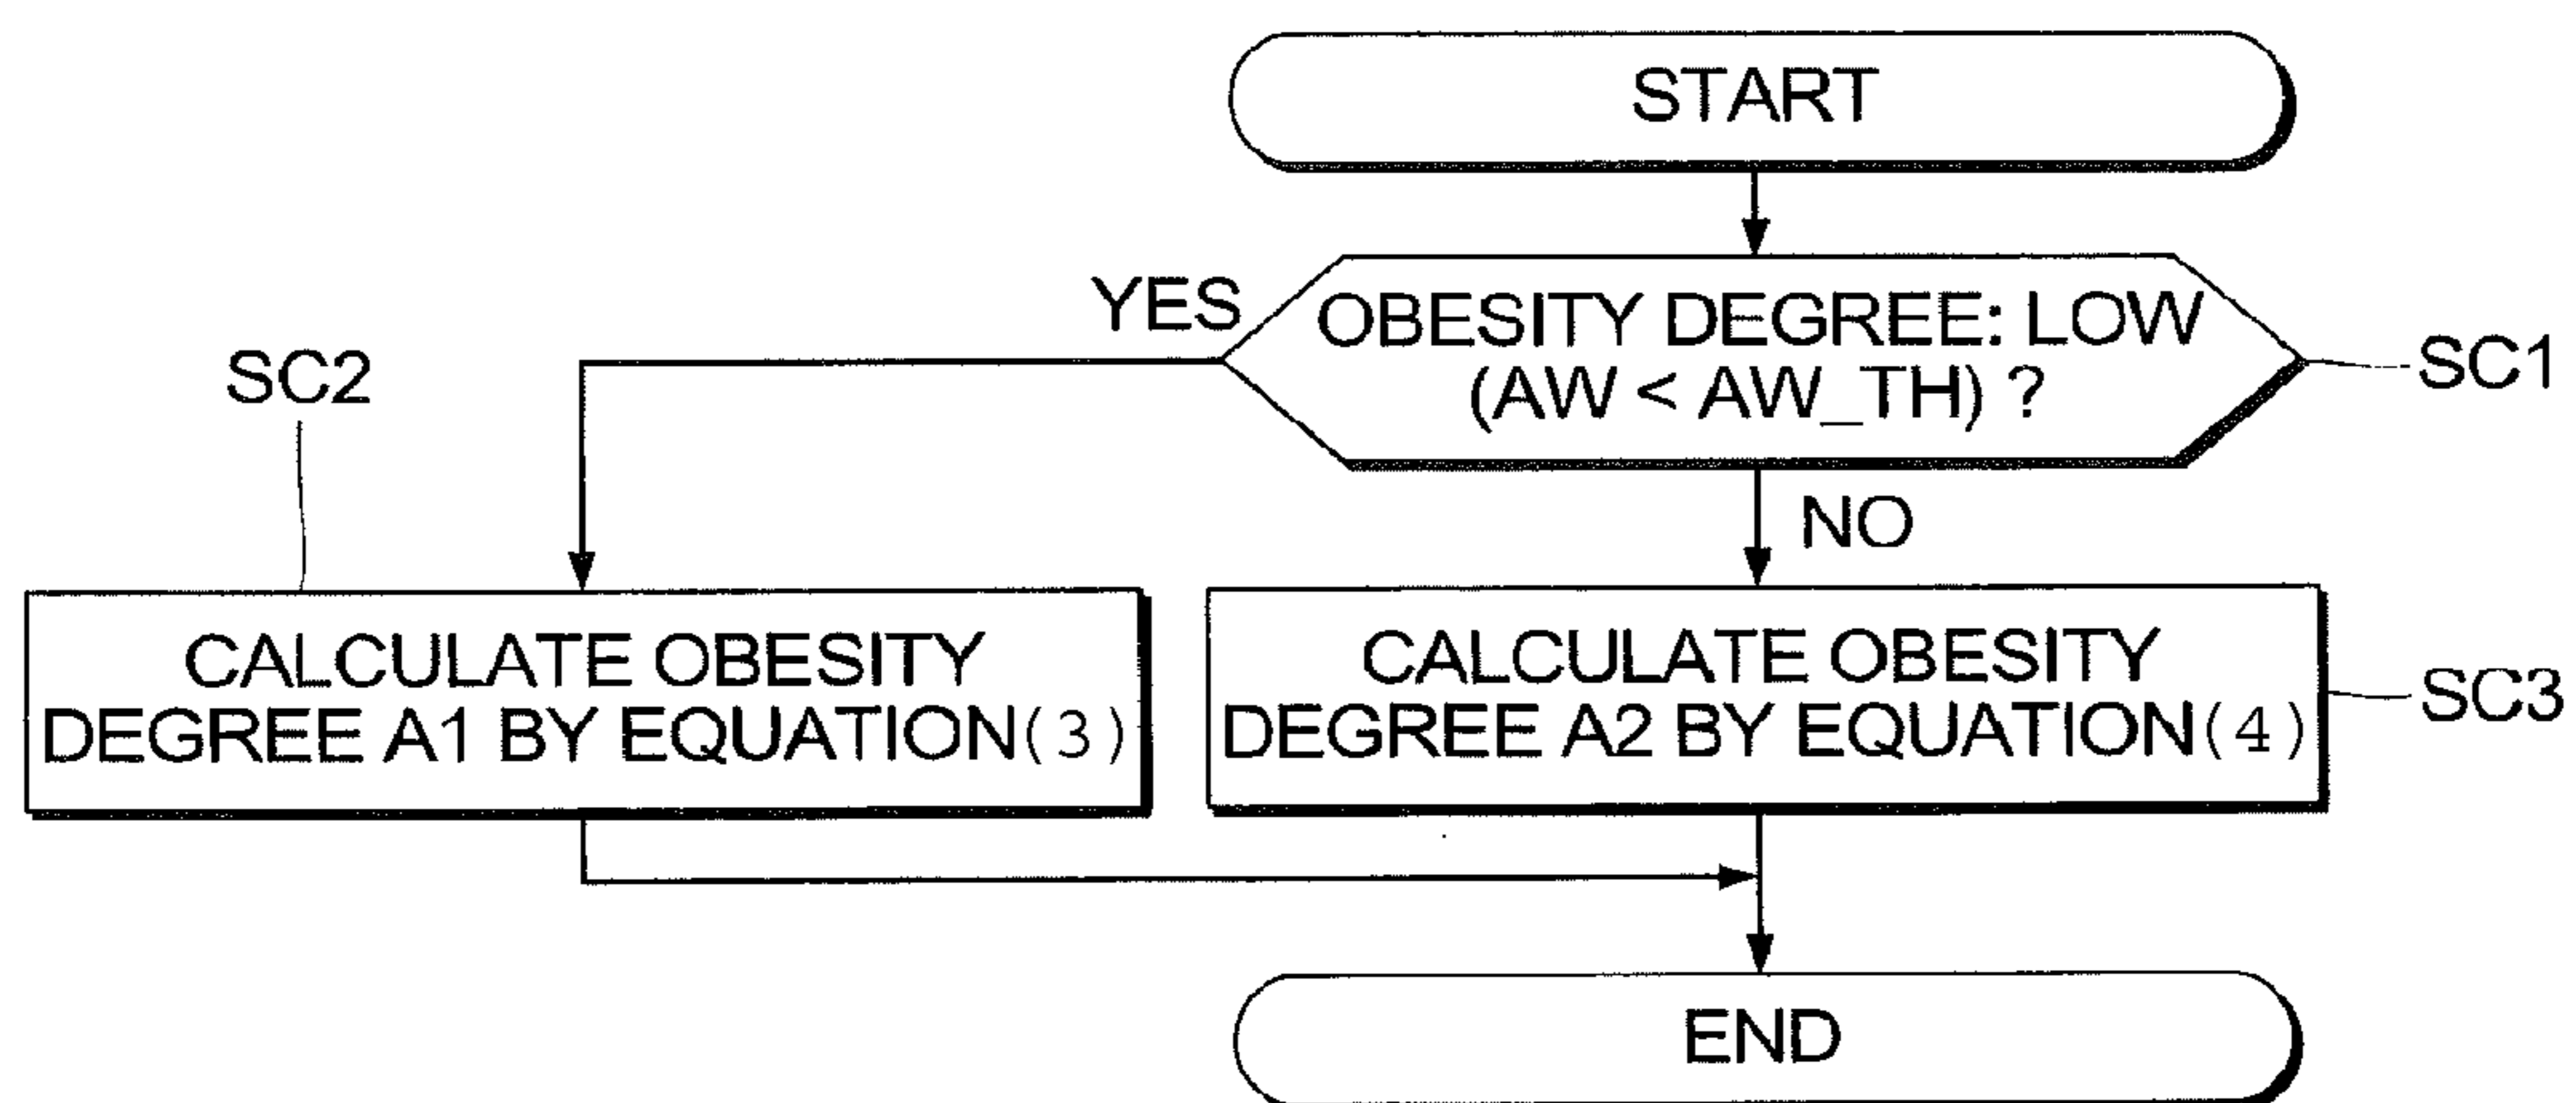 START
YES
OBESITY DEGREE: LOW
(AW < AW_TH) ?
SC1
SC2
NO
CALCULATE OBESITY
DEGREE A1 BY EQUATION(3)
CALCULATE OBESITY
DEGREE A2 BY EQUATION(4)
SC3
END